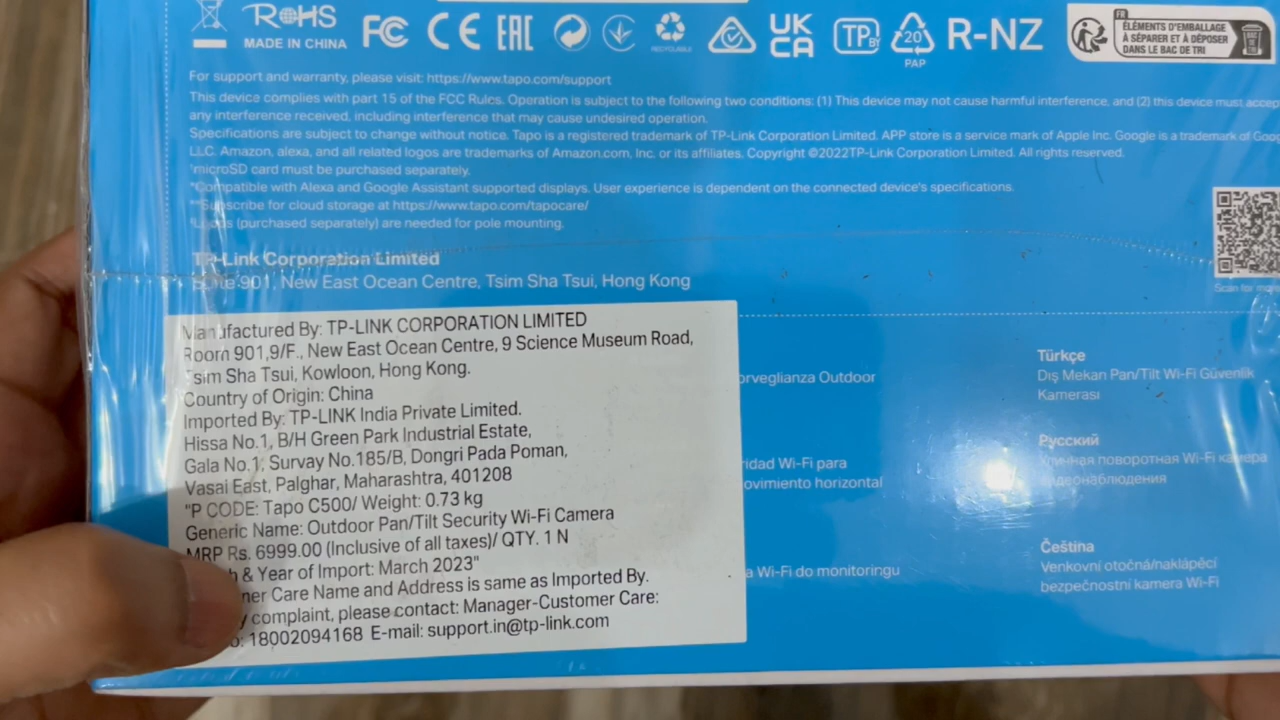 RoHS
MADE IN CHINA
FC
CE
EAC
RECYCLABLE
UK
CA
TP
BY
20
PAP
R-NZ
FR
ÉLÉMENTS D'EMBALLAGE
À SÉPARER ET À DÉPOSER
DANS LE BAC DE TRI
For support and warranty, please visit: https://www.tapo.com/support
This device complies with part 15 of the FCC Rules. Operation is subject to the following two conditions: (1) This device may not cause harmful interference, and (2) this device must
any interference received, including interference that may cause undesired operation.
Specifications are subject to change without notice. Tapo is a registered trademark of TP-Link Corporation Limited. APP store is a service mark of Apple Inc. Google is a trademark of
LLC. Amazon, alexa, and all related logos are trademarks of Amazon.com, Inc. or its affiliates. Copyright ©2022TP-Link Corporation Limited. All rights reserved.
*microSD card must be purchased separately.
*Compatible with Alexa and Google Assistant supported displays. User experience is dependent on the connected device's specifications.
**Subscribe for cloud storage at https://www.tapo.com/tapocare/
(purchased separately) are needed for pole mounting.
TP-Link Corporation Limited
Suite 901, New East Ocean Centre, Tsim Sha Tsui, Hong Kong
Scan for
Manufactured By: TP-LINK CORPORATION LIMITED
Room 901,9/F., New East Ocean Centre, 9 Science Museum Road,
Tsim Sha Tsui, Kowloon, Hong Kong.
Country of Origin: China
Imported By: TP-LINK India Private Limited.
Hissa No.1, B/H Green Park Industrial Estate,
Gala No.1, Survay No.185/B, Dongri Pada Poman,
Vasai East, Palghar, Maharashtra, 401208
"P CODE: Tapo C500/ Weight: 0.73 kg
Generic Name: Outdoor Pan/Tilt Security Wi-Fi Camera
MRP Rs. 6999.00 (Inclusive of all taxes)/ QTY. 1 N
& Year of Import: March 2023"
Care Name and Address is same as Imported By.
complaint, please contact: Manager-Customer Care:
18002094168 E-mail: support.in@tp-link.com
Outdoor
Wi-Fi para
horizontal
a Wi-Fi do monitoringu
Türkçe
Dış Mekan Pan/Tilt Wi-Fi Güvenlik
Kamerası
Русский
Уличная поворотная Wi-Fi камера
видеонаблюдения
Čeština
Venkovní otočná/naklápěcí
bezpečnostní kamera Wi-Fi